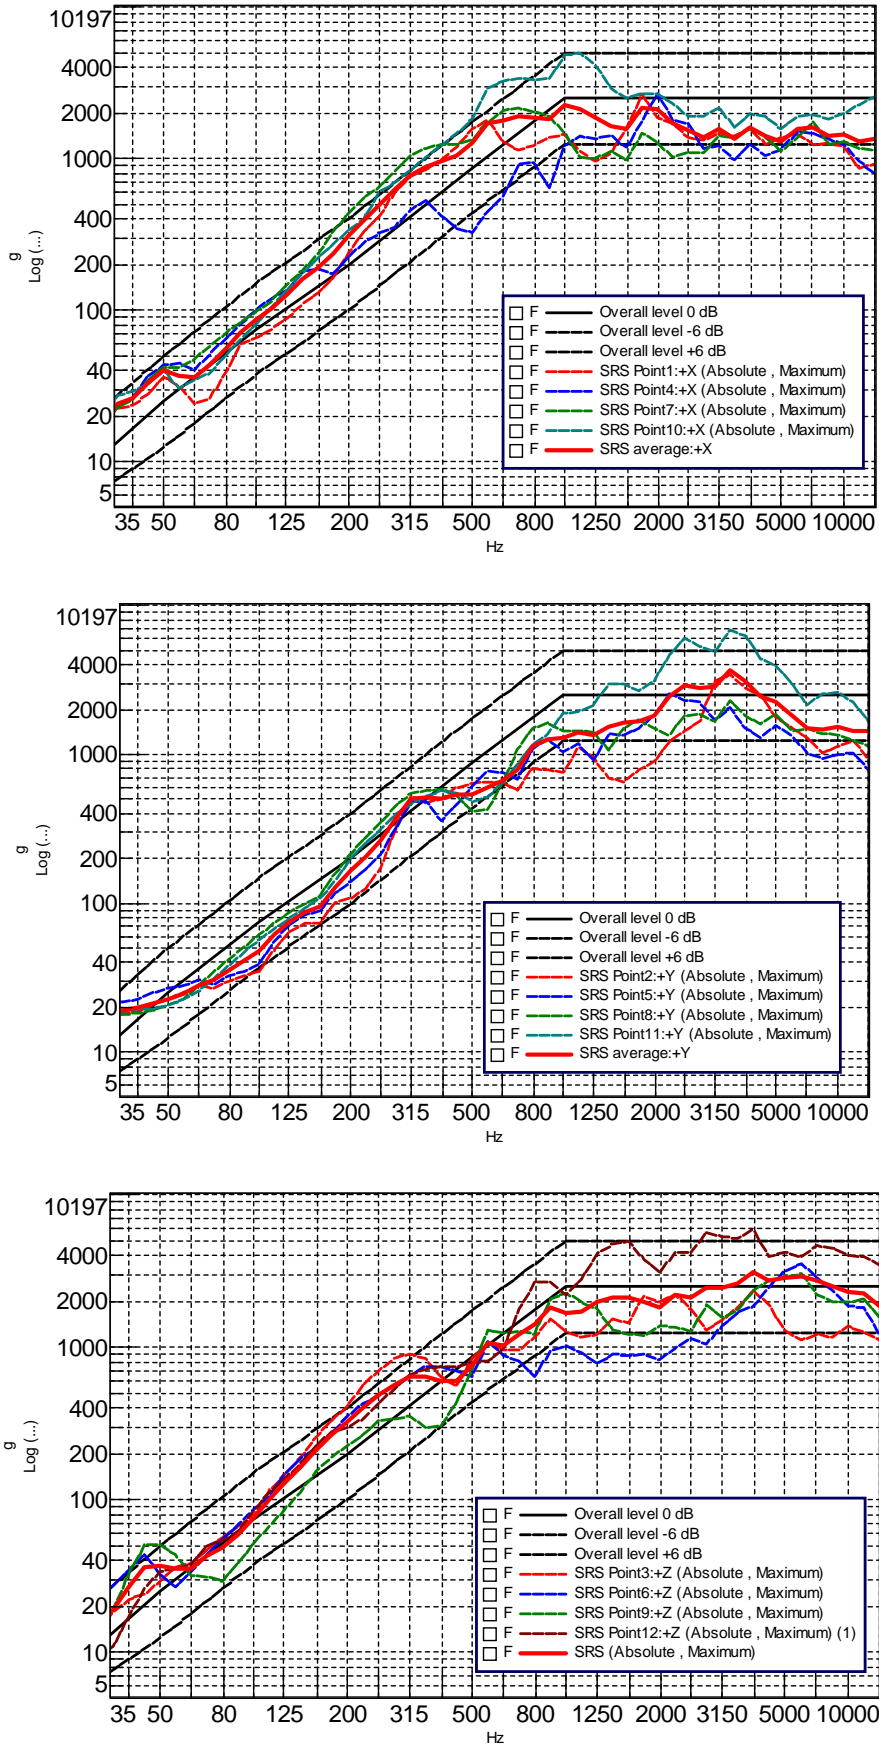 10197
4000
2000
1000
400
200
100
40
20
10
5
g
Log (...)
35 50 80 125 200 315 500 800 1250 2000 3150 5000 10000
Hz
F Overall level 0 dB
F Overall level -6 dB
F Overall level +6 dB
F SRS Point1:+X (Absolute , Maximum)
F SRS Point4:+X (Absolute , Maximum)
F SRS Point7:+X (Absolute , Maximum)
F SRS Point10:+X (Absolute , Maximum)
F SRS average:+X
10197
4000
2000
1000
400
200
100
40
20
10
5
g
Log (...)
35 50 80 125 200 315 500 800 1250 2000 3150 5000 10000
Hz
F Overall level 0 dB
F Overall level -6 dB
F Overall level +6 dB
F SRS Point2:+Y (Absolute , Maximum)
F SRS Point5:+Y (Absolute , Maximum)
F SRS Point8:+Y (Absolute , Maximum)
F SRS Point11:+Y (Absolute , Maximum)
F SRS average:+Y
10197
4000
2000
1000
400
200
100
40
20
10
5
g
Log (...)
35 50 80 125 200 315 500 800 1250 2000 3150 5000 10000
Hz
F Overall level 0 dB
F Overall level -6 dB
F Overall level +6 dB
F SRS Point3:+Z (Absolute , Maximum)
F SRS Point6:+Z (Absolute , Maximum)
F SRS Point9:+Z (Absolute , Maximum)
F SRS Point12:+Z (Absolute , Maximum) (1)
F SRS (Absolute , Maximum)